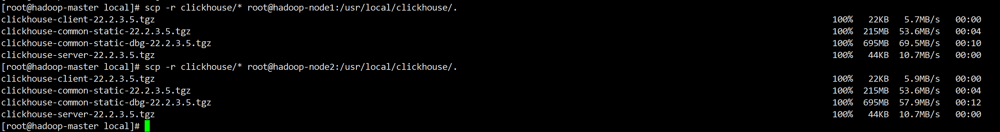 [root@hadoop-master local]# scp -r clickhouse/* root@hadoop-node1:/usr/local/clickhouse/.
clickhouse-client-22.2.3.5.tgz 100% 22KB 5.7MB/s 00:00
clickhouse-common-static-22.2.3.5.tgz 100% 215MB 53.6MB/s 00:04
clickhouse-common-static-dbg-22.2.3.5.tgz 100% 695MB 69.5MB/s 00:10
clickhouse-server-22.2.3.5.tgz 100% 44KB 10.7MB/s 00:00
[root@hadoop-master local]# scp -r clickhouse/* root@hadoop-node2:/usr/local/clickhouse/.
clickhouse-client-22.2.3.5.tgz 100% 22KB 5.9MB/s 00:00
clickhouse-common-static-22.2.3.5.tgz 100% 215MB 53.6MB/s 00:04
clickhouse-common-static-dbg-22.2.3.5.tgz 100% 695MB 57.9MB/s 00:12
clickhouse-server-22.2.3.5.tgz 100% 44KB 10.7MB/s 00:00
[root@hadoop-master local]#